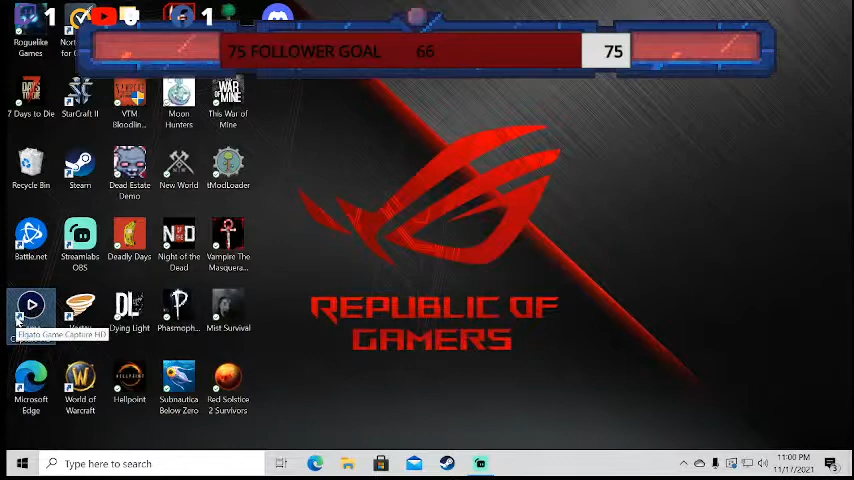 1
0
1
75 FOLLOWER GOAL 66 75
Roguelike Games
7 Days to Die
StarCraft II
VTM Bloodlin...
Moon Hunters
This War of Mine
Recycle Bin
Steam
Dead Estate Demo
New World
tModLoader
Battle.net
Streamlabs OBS
Deadly Days
Night of the Dead
Vampire The Masquera...
Elgato Game Capture HD
Dying Light
Phasmoph...
Mist Survival
Microsoft Edge
World of Warcraft
Hellpoint
Subnautica Below Zero
Red Solstice 2 Survivors
REPUBLIC OF
GAMERS
Type here to search
11:00 PM
11/17/2021